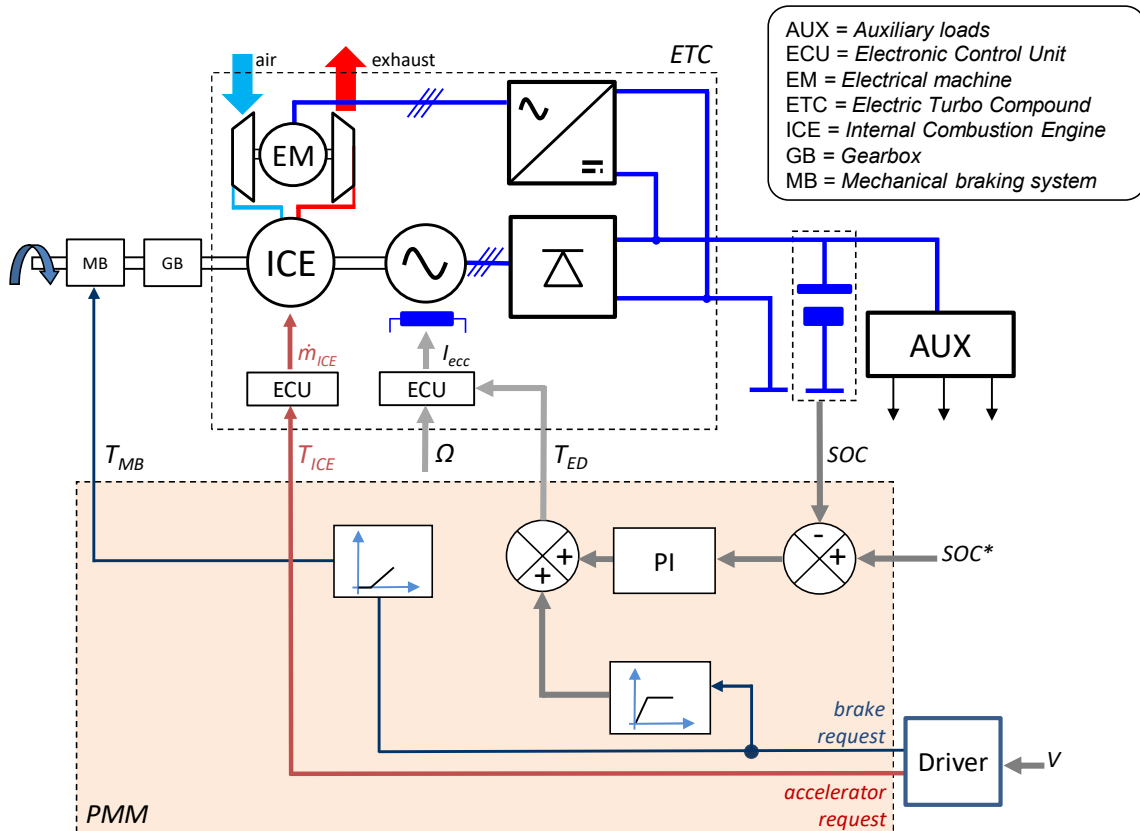 AUX = Auxiliary loads
ECU = Electronic Control Unit
EM = Electrical machine
ETC = Electric Turbo Compound
ICE = Internal Combustion Engine
GB = Gearbox
MB = Mechanical braking system
air
exhaust
ETC
EM
MB
GB
ICE
ṁICE
Iecc
ECU
ECU
AUX
TMB
TICE
Ω
TED
SOC
-
+
+
+
PI
SOC*
brake
request
Driver
V
accelerator
request
PMM